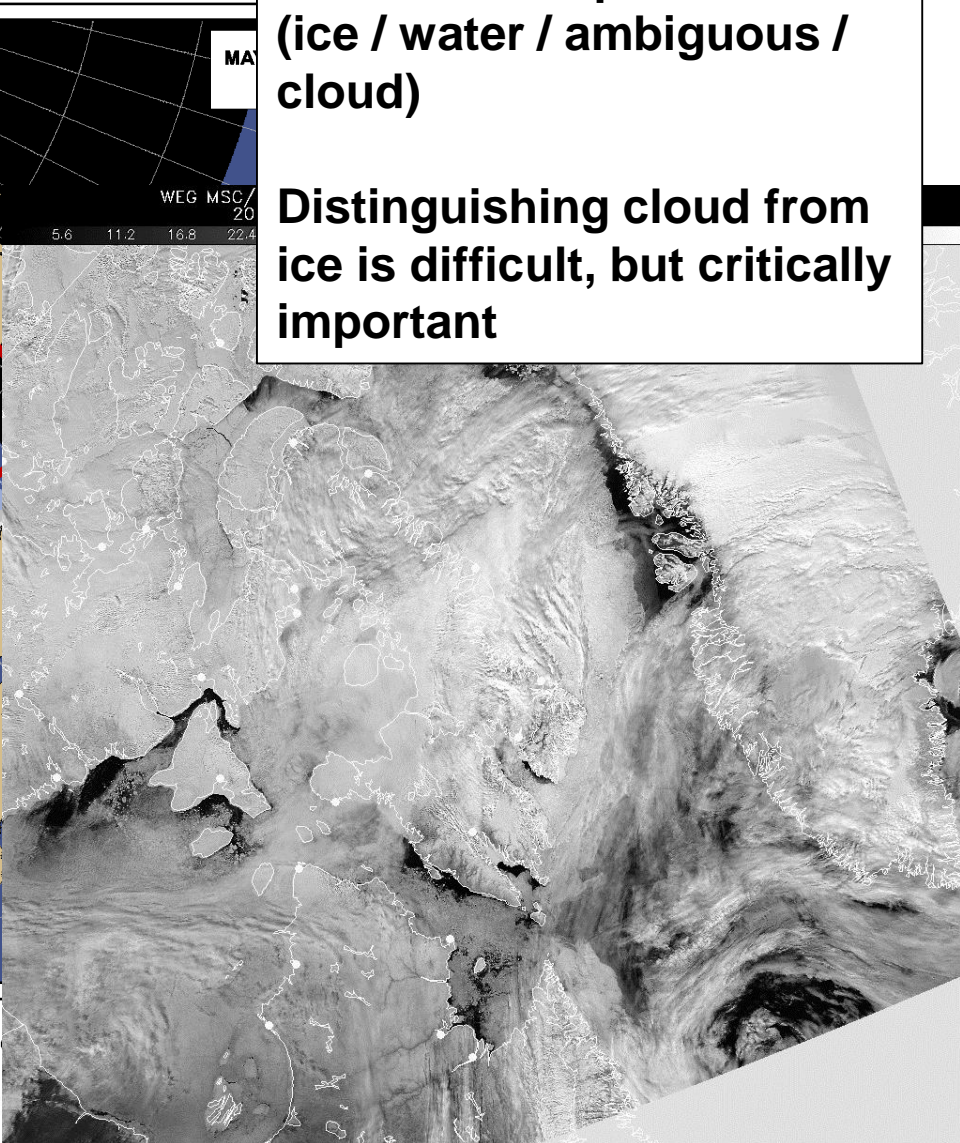 (ice / water / ambiguous /
cloud)
Distinguishing cloud from
ice is difficult, but critically
important
WEG MSC/
20
5.6 11.2 16.8 22.4